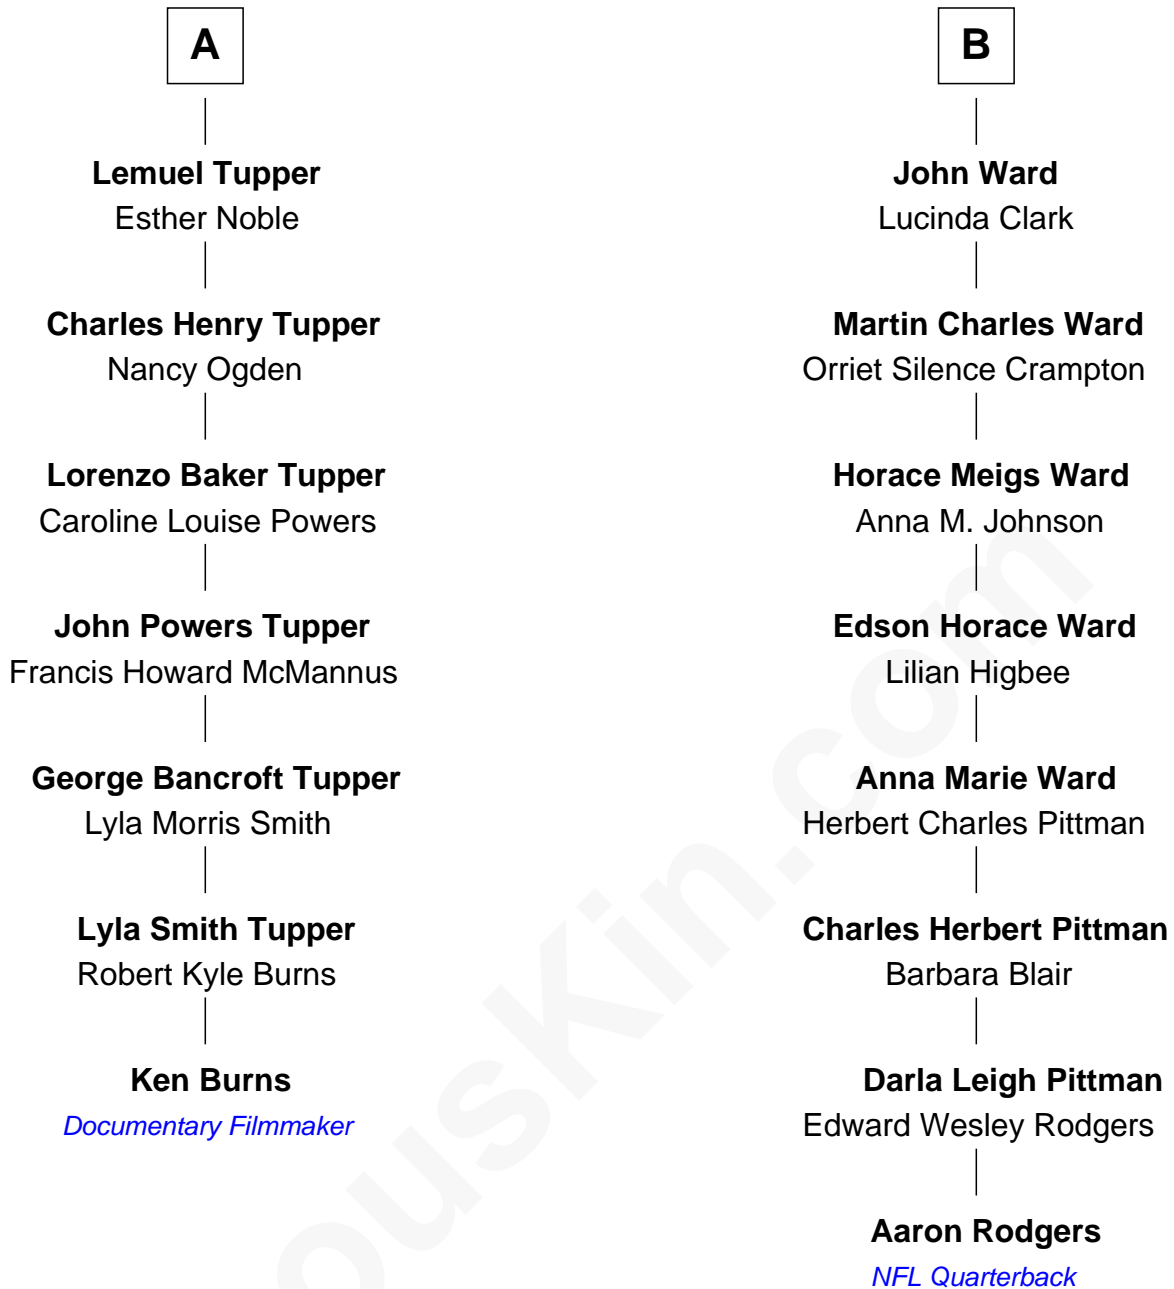 A
Lemuel Tupper
Esther Noble
Charles Henry Tupper
Nancy Ogden
Lorenzo Baker Tupper
Caroline Louise Powers
John Powers Tupper
Francis Howard McMannus
George Bancroft Tupper
Lyla Morris Smith
Lyla Smith Tupper
Robert Kyle Burns
Ken Burns
Documentary Filmmaker
B
John Ward
Lucinda Clark
Martin Charles Ward
Orriet Silence Crampton
Horace Meigs Ward
Anna M. Johnson
Edson Horace Ward
Lilian Higbee
Anna Marie Ward
Herbert Charles Pittman
Charles Herbert Pittman
Barbara Blair
Darla Leigh Pittman
Edward Wesley Rodgers
Aaron Rodgers
NFL Quarterback
ousKin.com